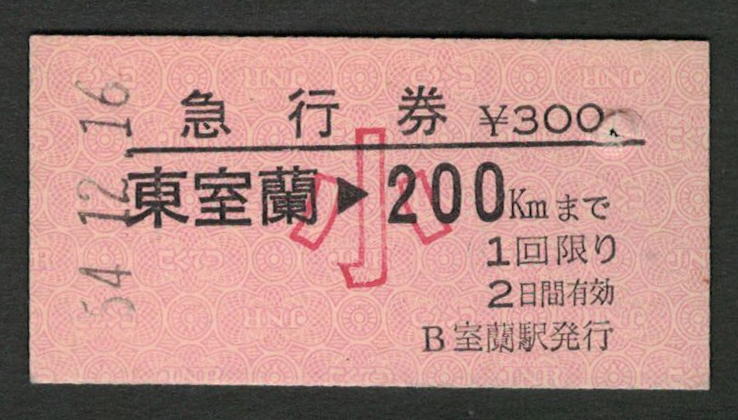 54.12.16
急行券 ¥300
小
東室蘭▶200Kmまで
1回限り
2日間有効
B室蘭駅発行